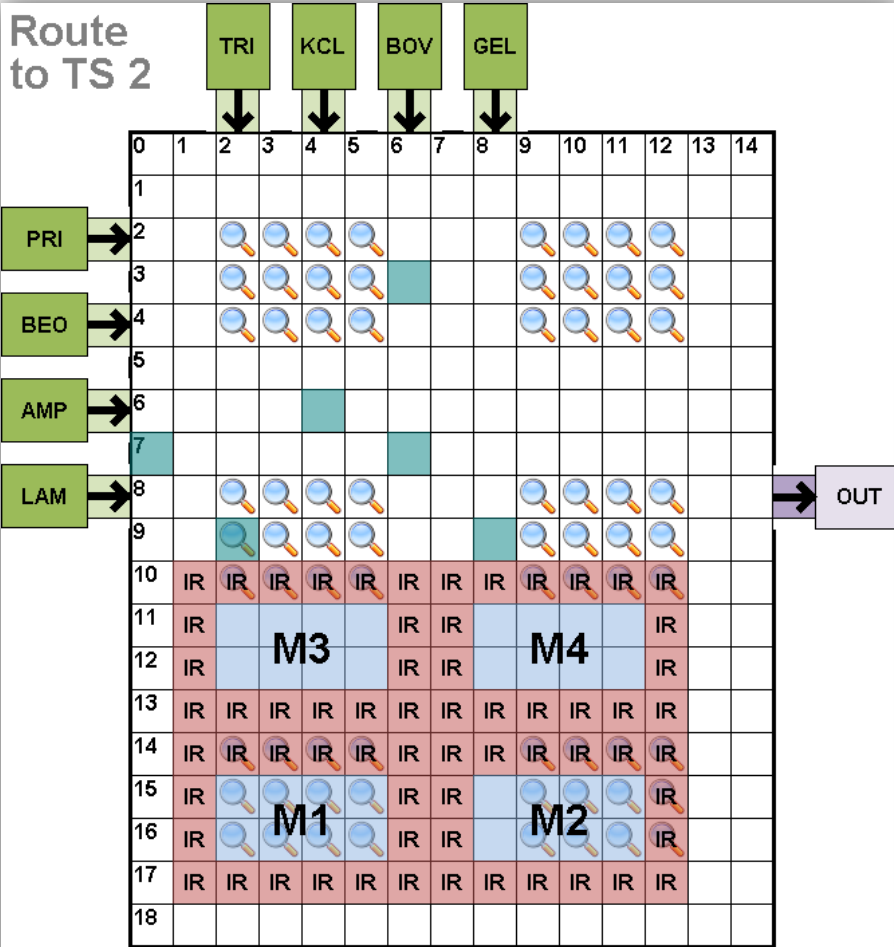 Route
to TS 2
TRI KCL BOV GEL
0 1 2 3 4 5 6 7 8 9 10 11 12 13 14
1
PRI 2
3
BEO 4
5
AMP 6
7
LAM 8 OUT
9
10 IR IR IR IR IR IR IR IR IR IR IR IR
11 IR IR IR IR
M3 M4
12 IR IR IR IR
13 IR IR IR IR IR IR IR IR IR IR IR IR
14 IR IR IR IR IR IR IR IR IR IR IR IR
15 IR IR IR IR
M1 M2
16 IR IR IR IR
17 IR IR IR IR IR IR IR IR IR IR IR IR
18